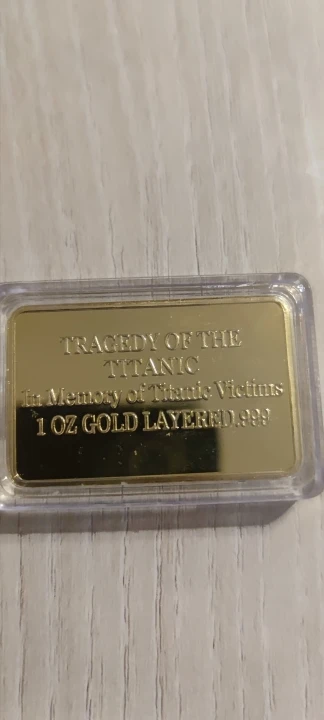 TRAGEDY OF THE
TITANIC
In Memory of Titanic Victims
1 OZ GOLD LAYERED .999